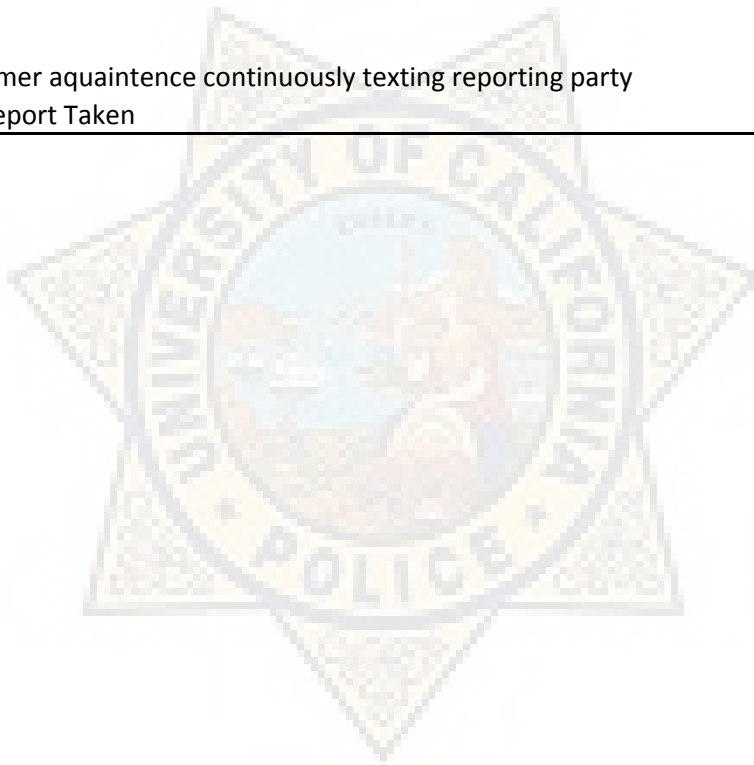 mer aquaintence continuously texting reporting party
eport Taken
UNIVERSITY OF CALIFORNIA
POLICE